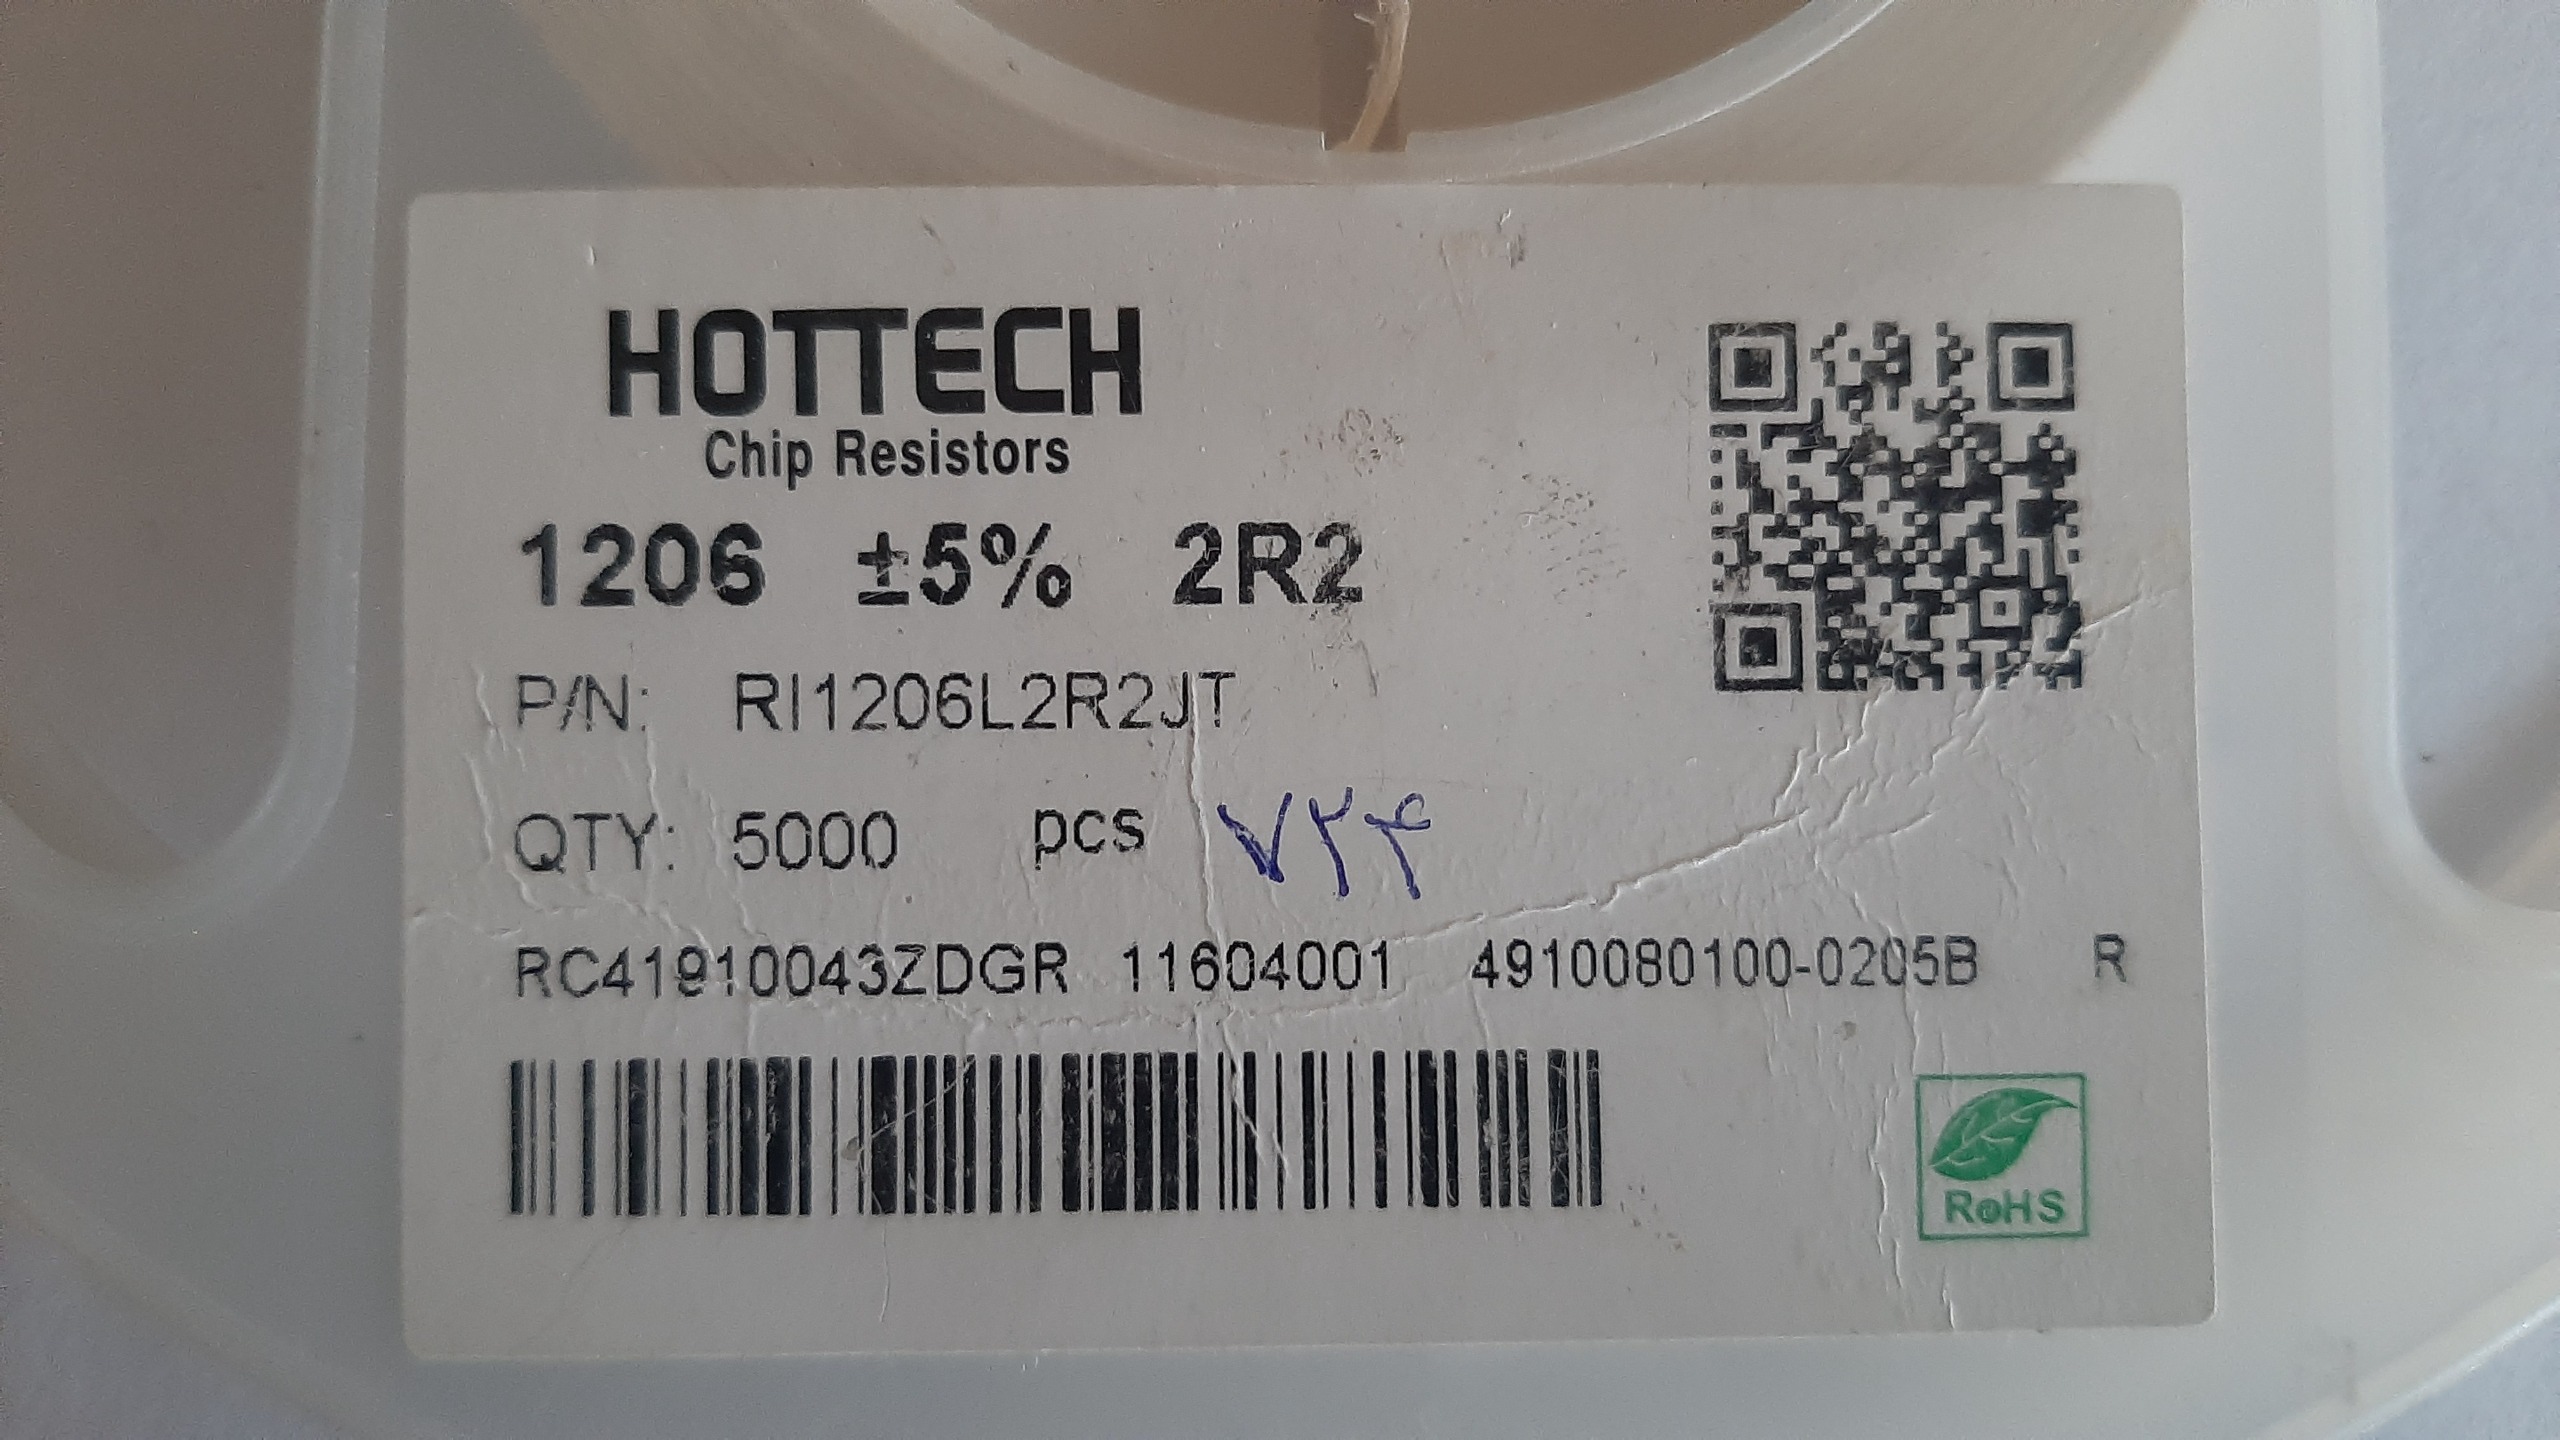 HOTTECH
Chip Resistors
1206 ±5% 2R2
P/N: RI1206L2R2JT
QTY: 5000 pcs ۷۲۴
RC41910043ZDGR 11604001 4910080100-0205B R
RoHS